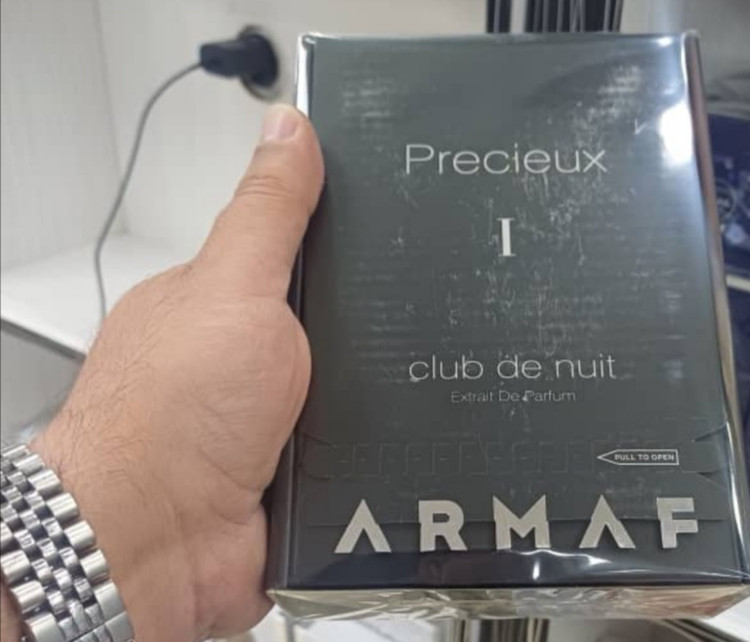 Precieux
I
club de nuit
Extrait De Parfum
PULL TO OPEN
ARMAF